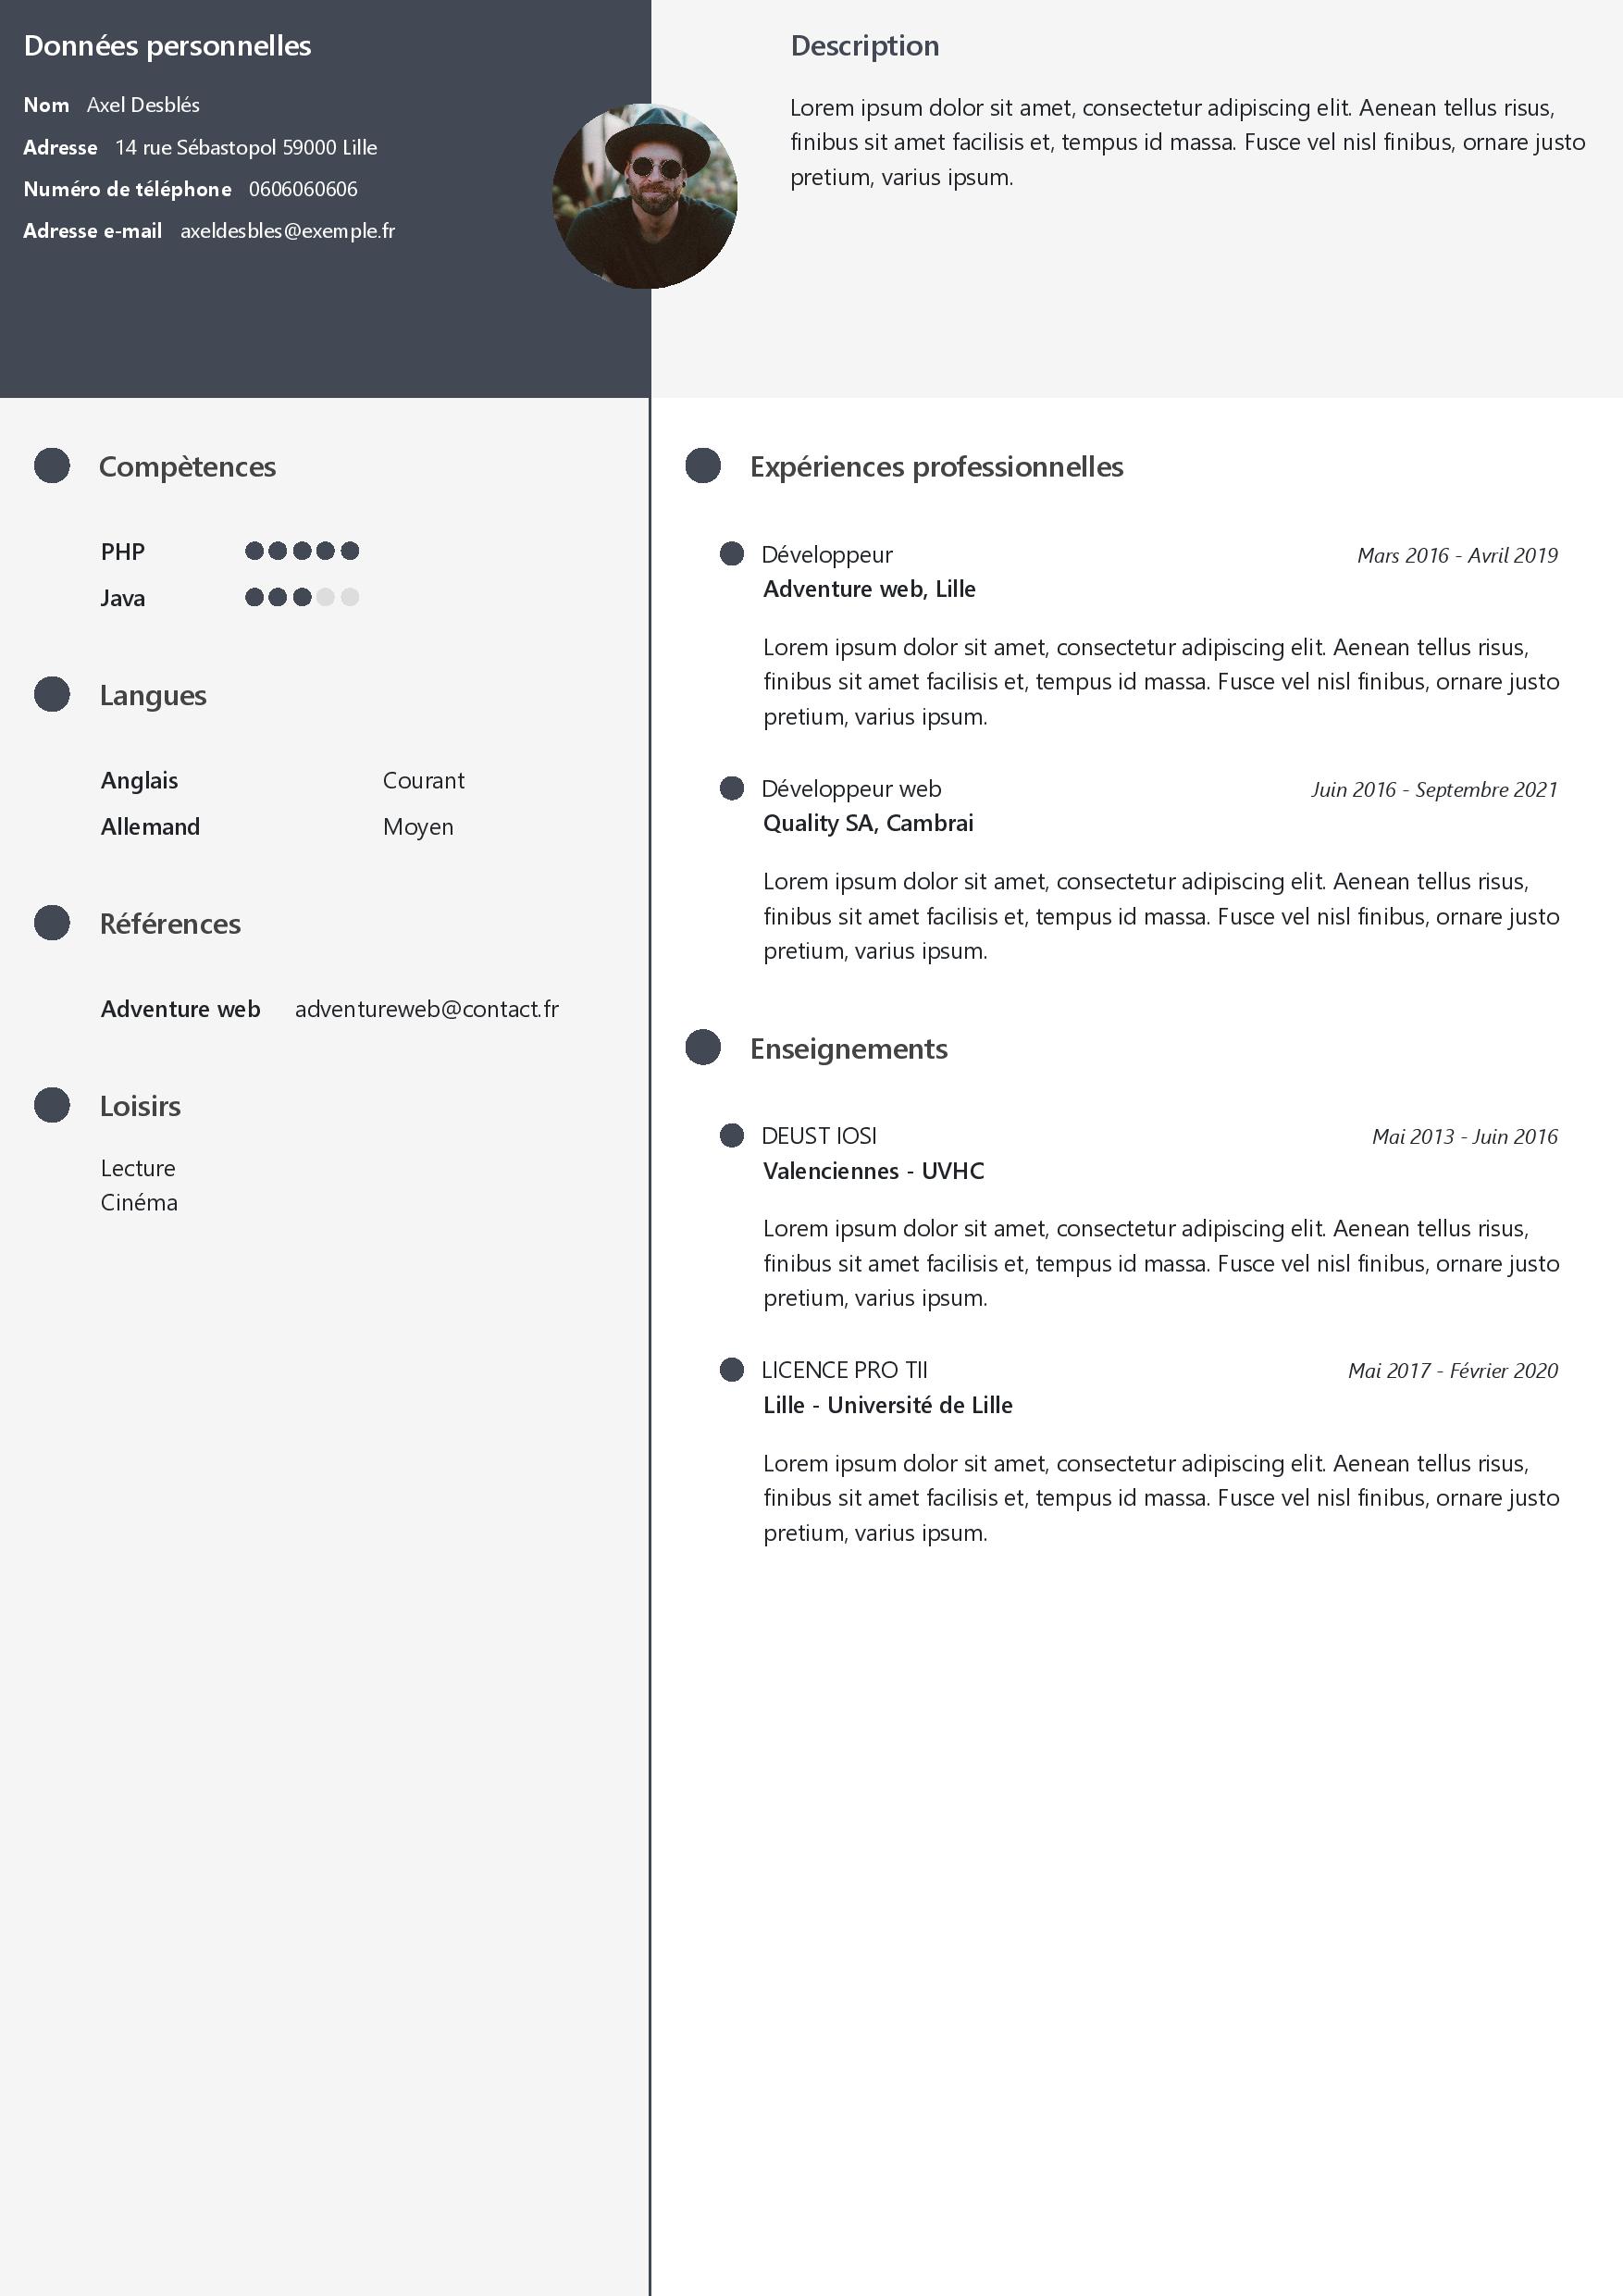 Données personnelles
Nom Axel Desblés
Adresse 14 rue Sébastopol 59000 Lille
Numéro de téléphone 0606060606
Adresse e-mail axeldesbles@exemple.fr
Description
Lorem ipsum dolor sit amet, consectetur adipiscing elit. Aenean tellus risus,
finibus sit amet facilisis et, tempus id massa. Fusce vel nisl finibus, ornare justo
pretium, varius ipsum.
Compètences
PHP
Java
Langues
Anglais Courant
Allemand Moyen
Références
Adventure web adventureweb@contact.fr
Loisirs
Lecture
Cinéma
Expériences professionnelles
Développeur Mars 2016 - Avril 2019
Adventure web, Lille
Lorem ipsum dolor sit amet, consectetur adipiscing elit. Aenean tellus risus,
finibus sit amet facilisis et, tempus id massa. Fusce vel nisl finibus, ornare justo
pretium, varius ipsum.
Développeur web Juin 2016 - Septembre 2021
Quality SA, Cambrai
Lorem ipsum dolor sit amet, consectetur adipiscing elit. Aenean tellus risus,
finibus sit amet facilisis et, tempus id massa. Fusce vel nisl finibus, ornare justo
pretium, varius ipsum.
Enseignements
DEUST IOSI Mai 2013 - Juin 2016
Valenciennes - UVHC
Lorem ipsum dolor sit amet, consectetur adipiscing elit. Aenean tellus risus,
finibus sit amet facilisis et, tempus id massa. Fusce vel nisl finibus, ornare justo
pretium, varius ipsum.
LICENCE PRO TII Mai 2017 - Février 2020
Lille - Université de Lille
Lorem ipsum dolor sit amet, consectetur adipiscing elit. Aenean tellus risus,
finibus sit amet facilisis et, tempus id massa. Fusce vel nisl finibus, ornare justo
pretium, varius ipsum.